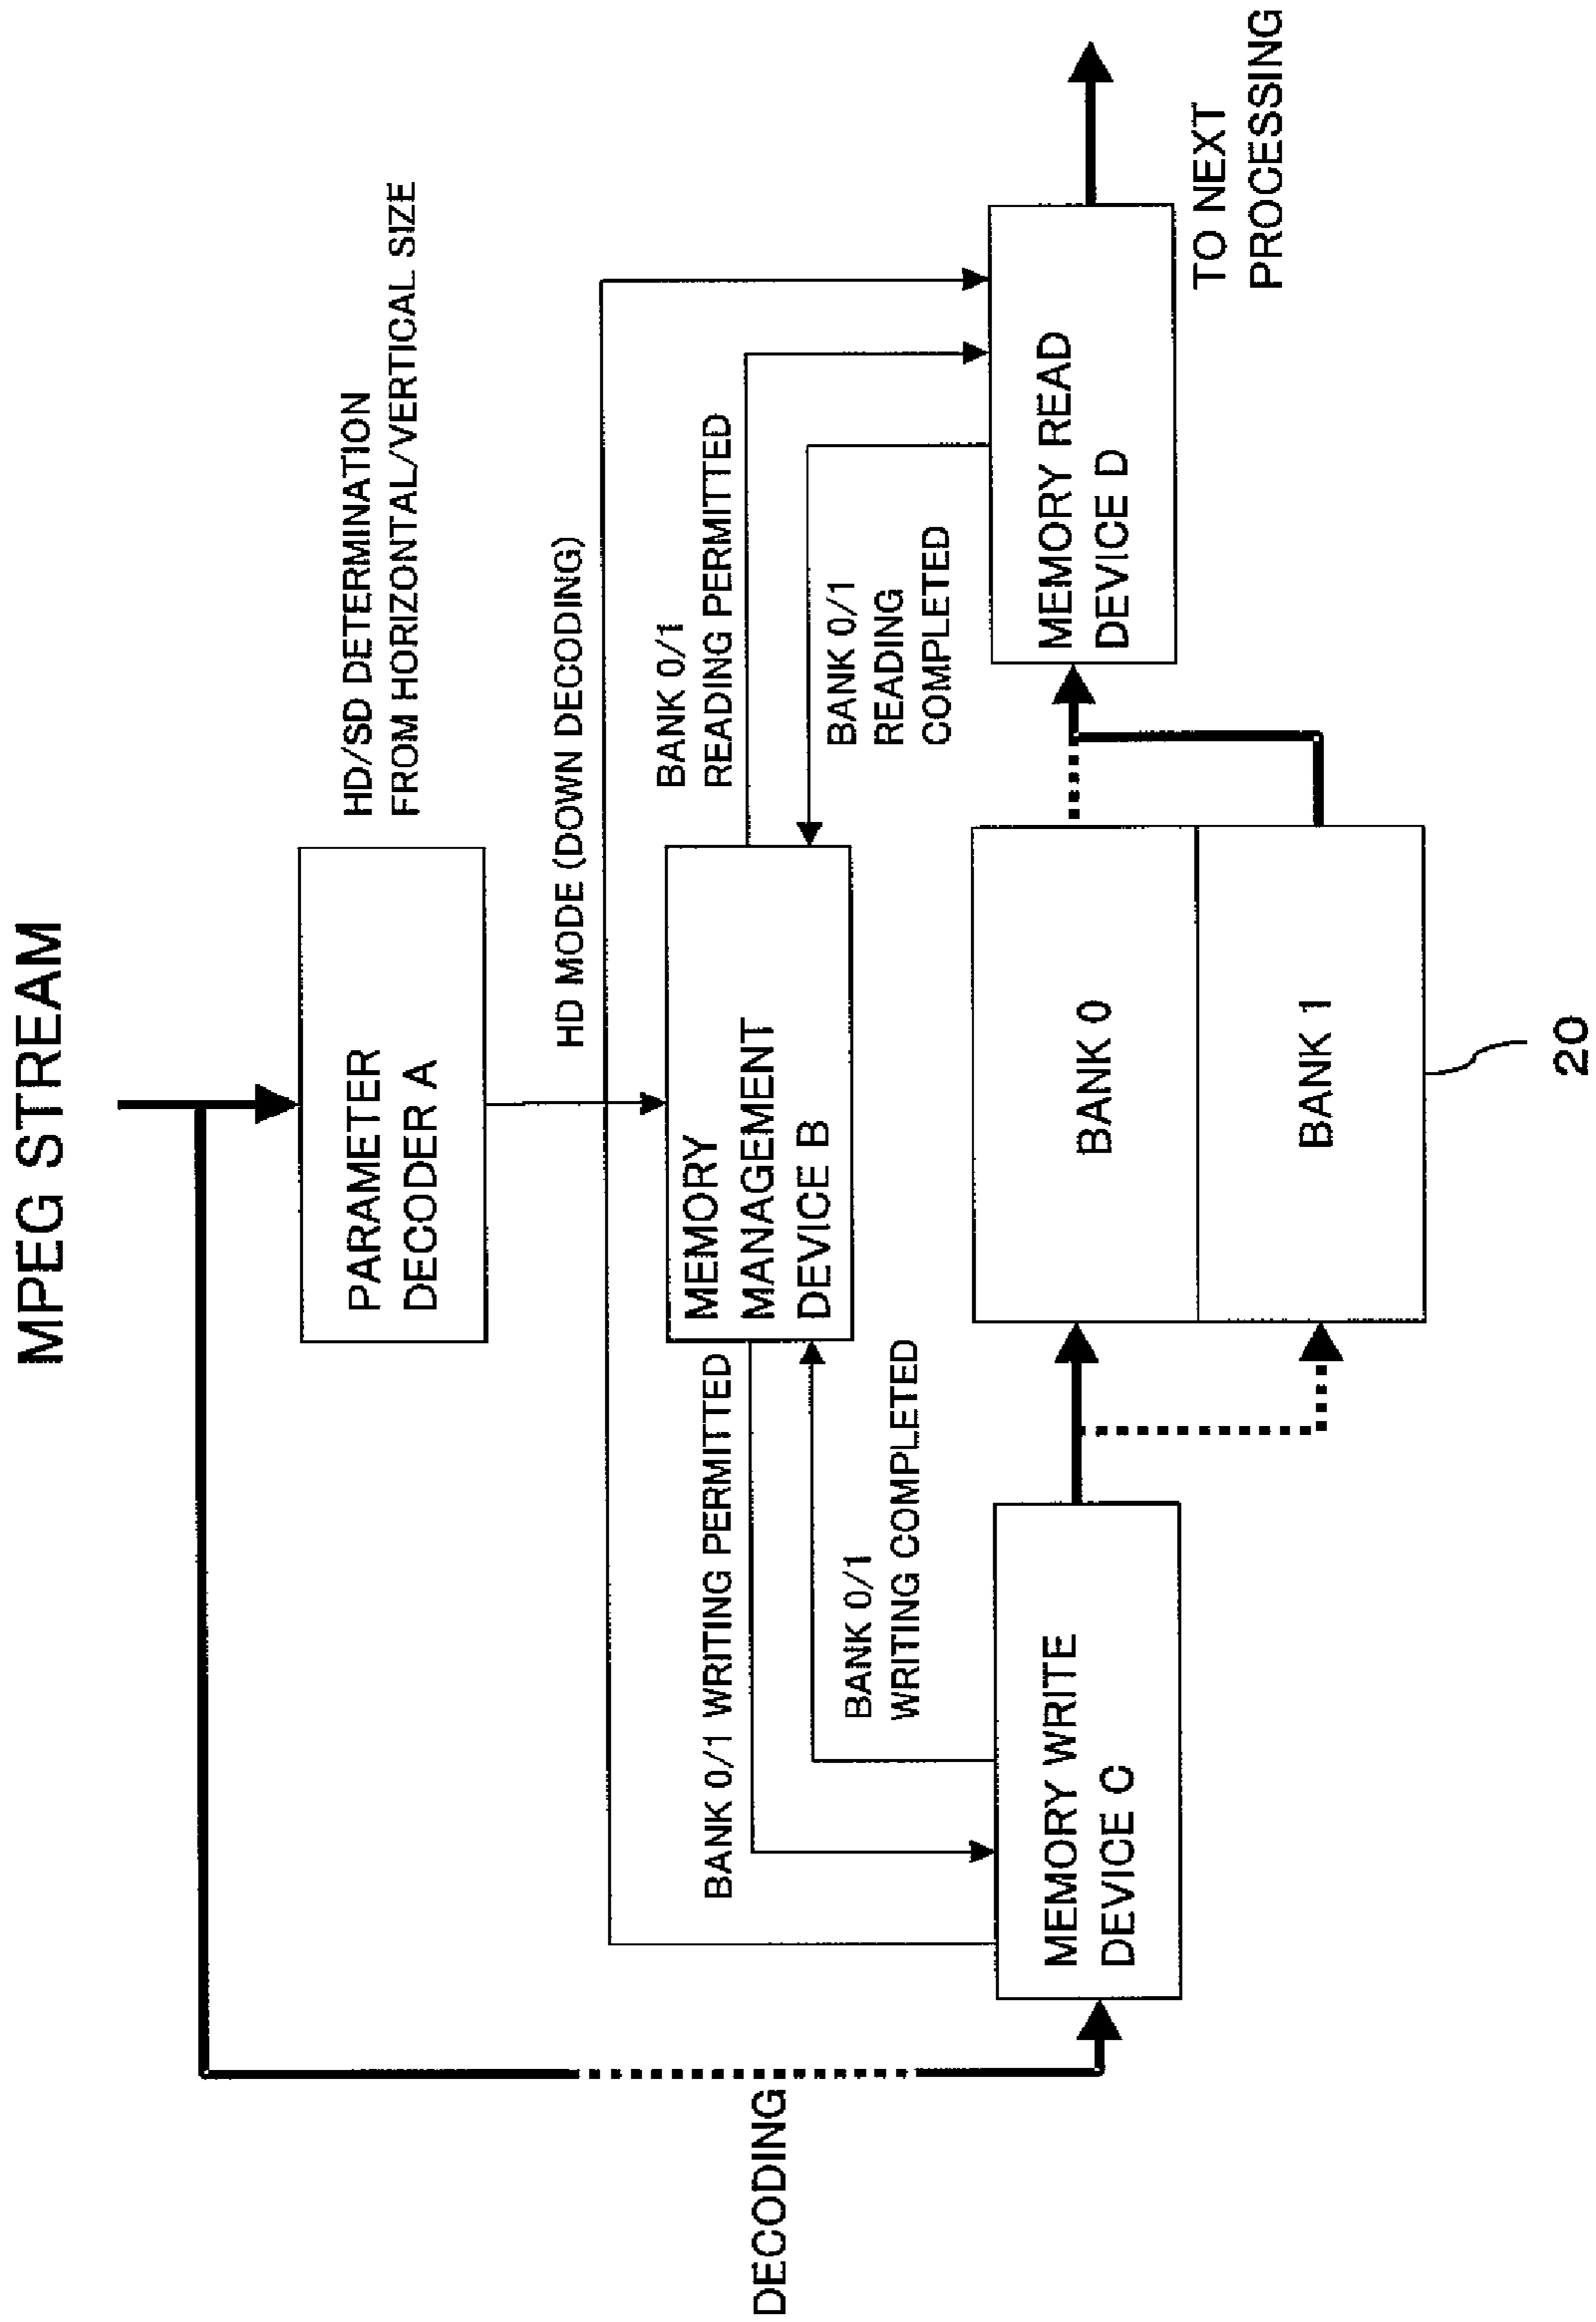 MPEG STREAM
PARAMETER
DECODER A
HD/SD DETERMINATION
FROM HORIZONTAL/VERTICAL SIZE
HD MODE (DOWN DECODING)
DECODING
BANK 0/1 WRITING PERMITTED
MEMORY
MANAGEMENT
DEVICE B
BANK 0/1
READING PERMITTED
BANK 0/1
WRITING COMPLETED
BANK 0/1
READING
COMPLETED
MEMORY WRITE
DEVICE C
BANK 0
BANK 1
MEMORY READ
DEVICE D
TO NEXT
PROCESSING
20